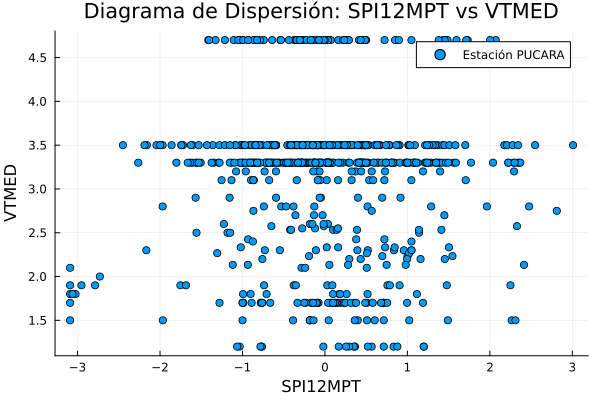 Diagrama de Dispersión: SPI12MPT vs VTMED
Estación PUCARA
VTMED
4.5
4.0
3.5
3.0
2.5
2.0
1.5
−3 −2 −1 0 1 2 3
SPI12MPT